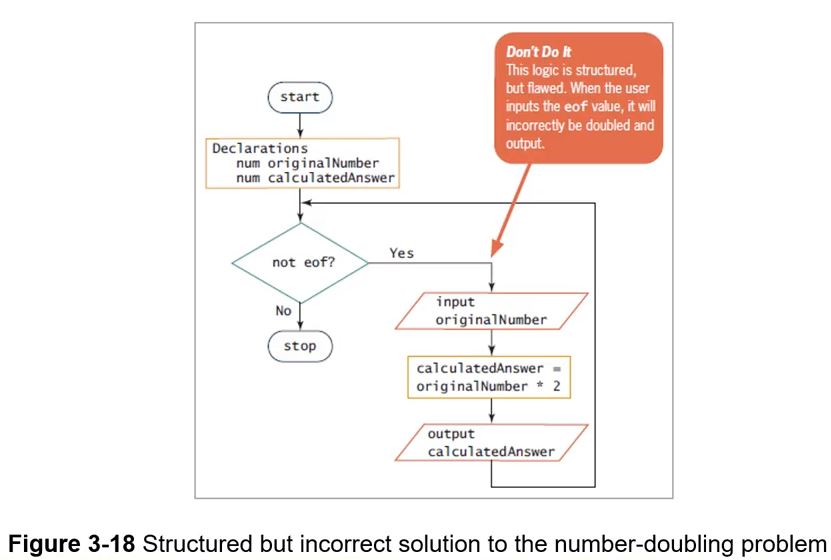 Don't Do It
This logic is structured,
but flawed. When the user
inputs the eof value, it will
incorrectly be doubled and
output.
start
Declarations
num originalNumber
num calculatedAnswer
not eof?
Yes
No
stop
input
originalNumber
calculatedAnswer =
originalNumber * 2
output
calculatedAnswer
Figure 3-18 Structured but incorrect solution to the number-doubling problem